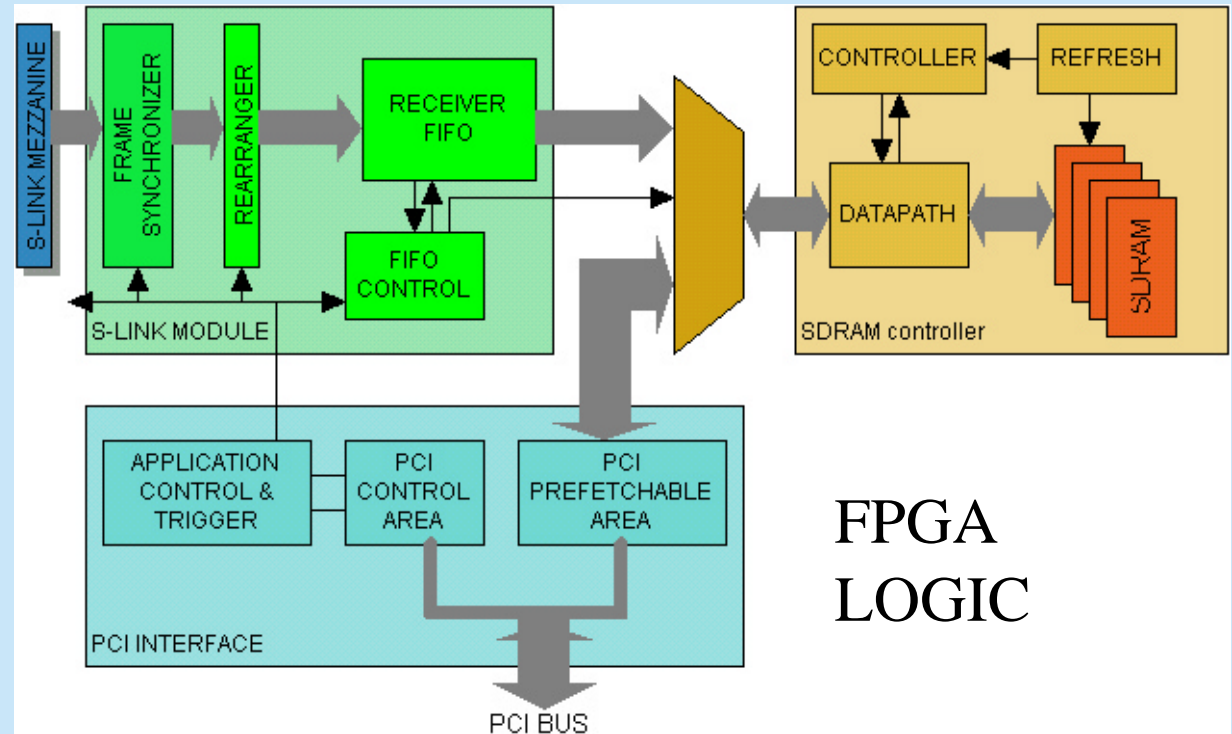 S-LINK MEZZANINE
FRAME
SYNCHRONIZER
REARRANGER
RECEIVER
FIFO
FIFO
CONTROL
S-LINK MODULE
CONTROLLER
REFRESH
DATAPATH
SDRAM
SDRAM controller
APPLICATION
CONTROL &
TRIGGER
PCI
CONTROL
AREA
PCI
PREFETCHABLE
AREA
PCI INTERFACE
PCI BUS
FPGA
LOGIC